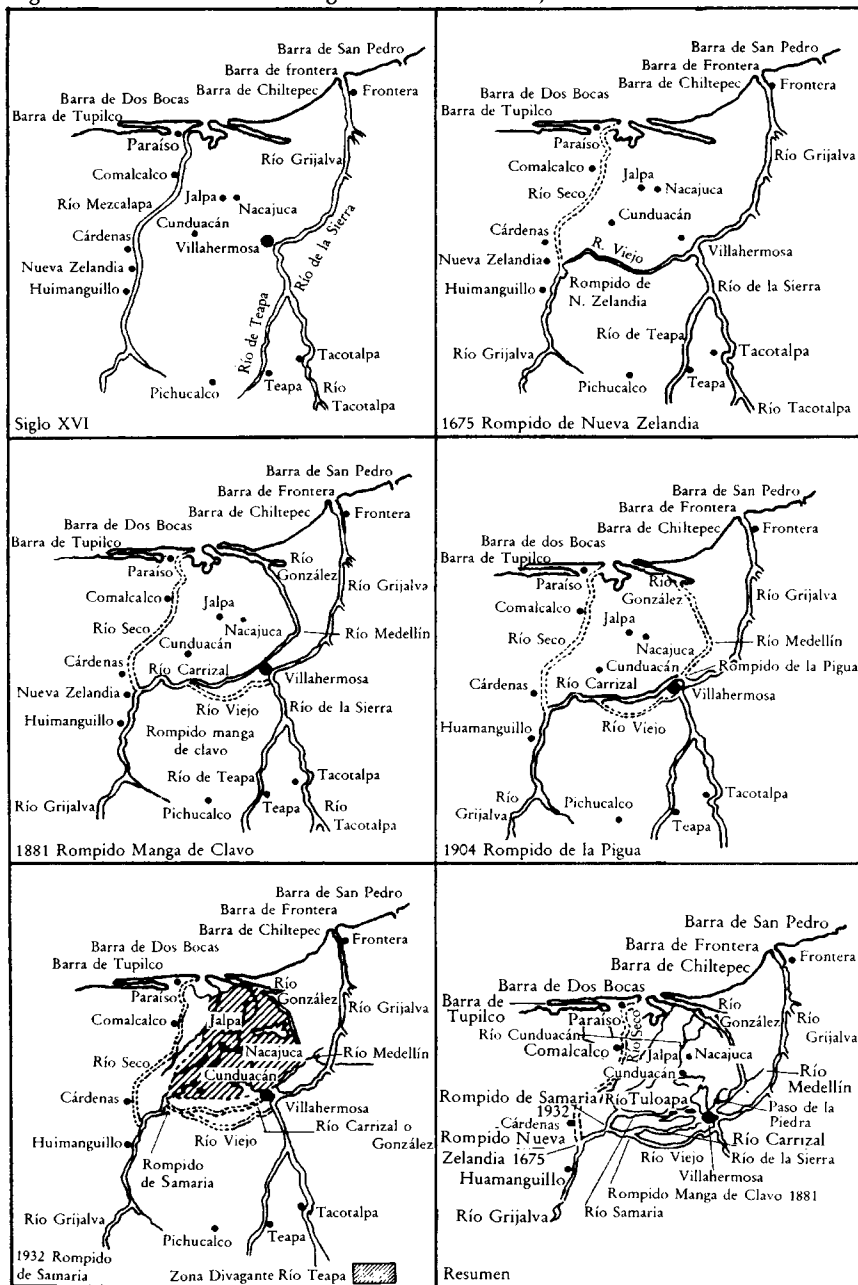 Barra de San Pedro
Barra de frontera
Barra de Chiltepec
Frontera
Barra de Dos Bocas
Barra de Tupilco
Paraíso
Río Grijalva
Comalcalco
Jalpa
Nacajuca
Río Mezcalapa
Cunduacán
Cárdenas
Villahermosa
Río de la Sierra
Nueva Zelandia
Huimanguillo
Río de Teapa
Tacotalpa
Pichucalco
Teapa
Río
Tacotalpa
Siglo XVI
Barra de San Pedro
Barra de Frontera
Barra de Chiltepec
Frontera
Barra de Dos Bocas
Barra de Tupilco
Paraíso
Río Grijalva
Comalcalco
Jalpa
Nacajuca
Río Seco
Cunduacán
Cárdenas
R. Viejo
Villahermosa
Nueva Zelandia
Rompido de
N. Zelandia
Huimanguillo
Río de la Sierra
Río de Teapa
Río Grijalva
Tacotalpa
Pichucalco
Teapa
Río Tacotalpa
1675 Rompido de Nueva Zelandia
Barra de San Pedro
Barra de Frontera
Barra de Chiltepec
Frontera
Barra de Dos Bocas
Barra de Tupilco
Río
González
Paraíso
Río Grijalva
Comalcalco
Jalpa
Nacajuca
Río Medellín
Río Seco
Cunduacán
Cárdenas
Río Carrizal
Villahermosa
Nueva Zelandia
Río Viejo
Río de la Sierra
Huimanguillo
Rompido manga
de clavo
Río de Teapa
Tacotalpa
Río Grijalva
Pichucalco
Teapa
Río
Tacotalpa
1881 Rompido Manga de Clavo
Barra de San Pedro
Barra de Frontera
Barra de Chiltepec
Frontera
Barra de dos Bocas
Barra de Tupilco
Paraíso
Río
González
Río Grijalva
Comalcalco
Jalpa
Nacajuca
Río Medellín
Río Seco
Cunduacán
Rompido de la Pigua
Cárdenas
Río Carrizal
Villahermosa
Río Viejo
Huamanguillo
Río
Grijalva
Pichucalco
Tacotalpa
Teapa
1904 Rompido de la Pigua
Barra de San Pedro
Barra de Frontera
Barra de Chiltepec
Frontera
Barra de Dos Bocas
Barra de Tupilco
Río
González
Paraíso
Río Grijalva
Comalcalco
Jalpa
Nacajuca
Río Medellín
Río Seco
Cunduacán
Cárdenas
Villahermosa
Río Viejo
Río Carrizal o
González
Huimanguillo
Rompido
de Samaria
Río Grijalva
Tacotalpa
Pichucalco
Teapa
1932 Rompido
de Samaria
Zona Divagante Río Teapa
Barra de San Pedro
Barra de Frontera
Barra de Chiltepec
Frontera
Barra de Dos Bocas
Barra de
Tupilco
Río
González
Paraíso
Río Seco
Río
Grijalva
Río Cunduacán
Comalcalco
Jalpa
Nacajuca
Cunduacán
Río
Medellín
Rompido de Samaria
1932
Río Tuloapa
Paso de la
Piedra
Cárdenas
Rompido Nueva
Zelandia 1675
Río Carrizal
Río de la Sierra
Río Viejo
Villahermosa
Huamanguillo
Rompido Manga de Clavo 1881
Río Samaria
Río Grijalva
Resumen